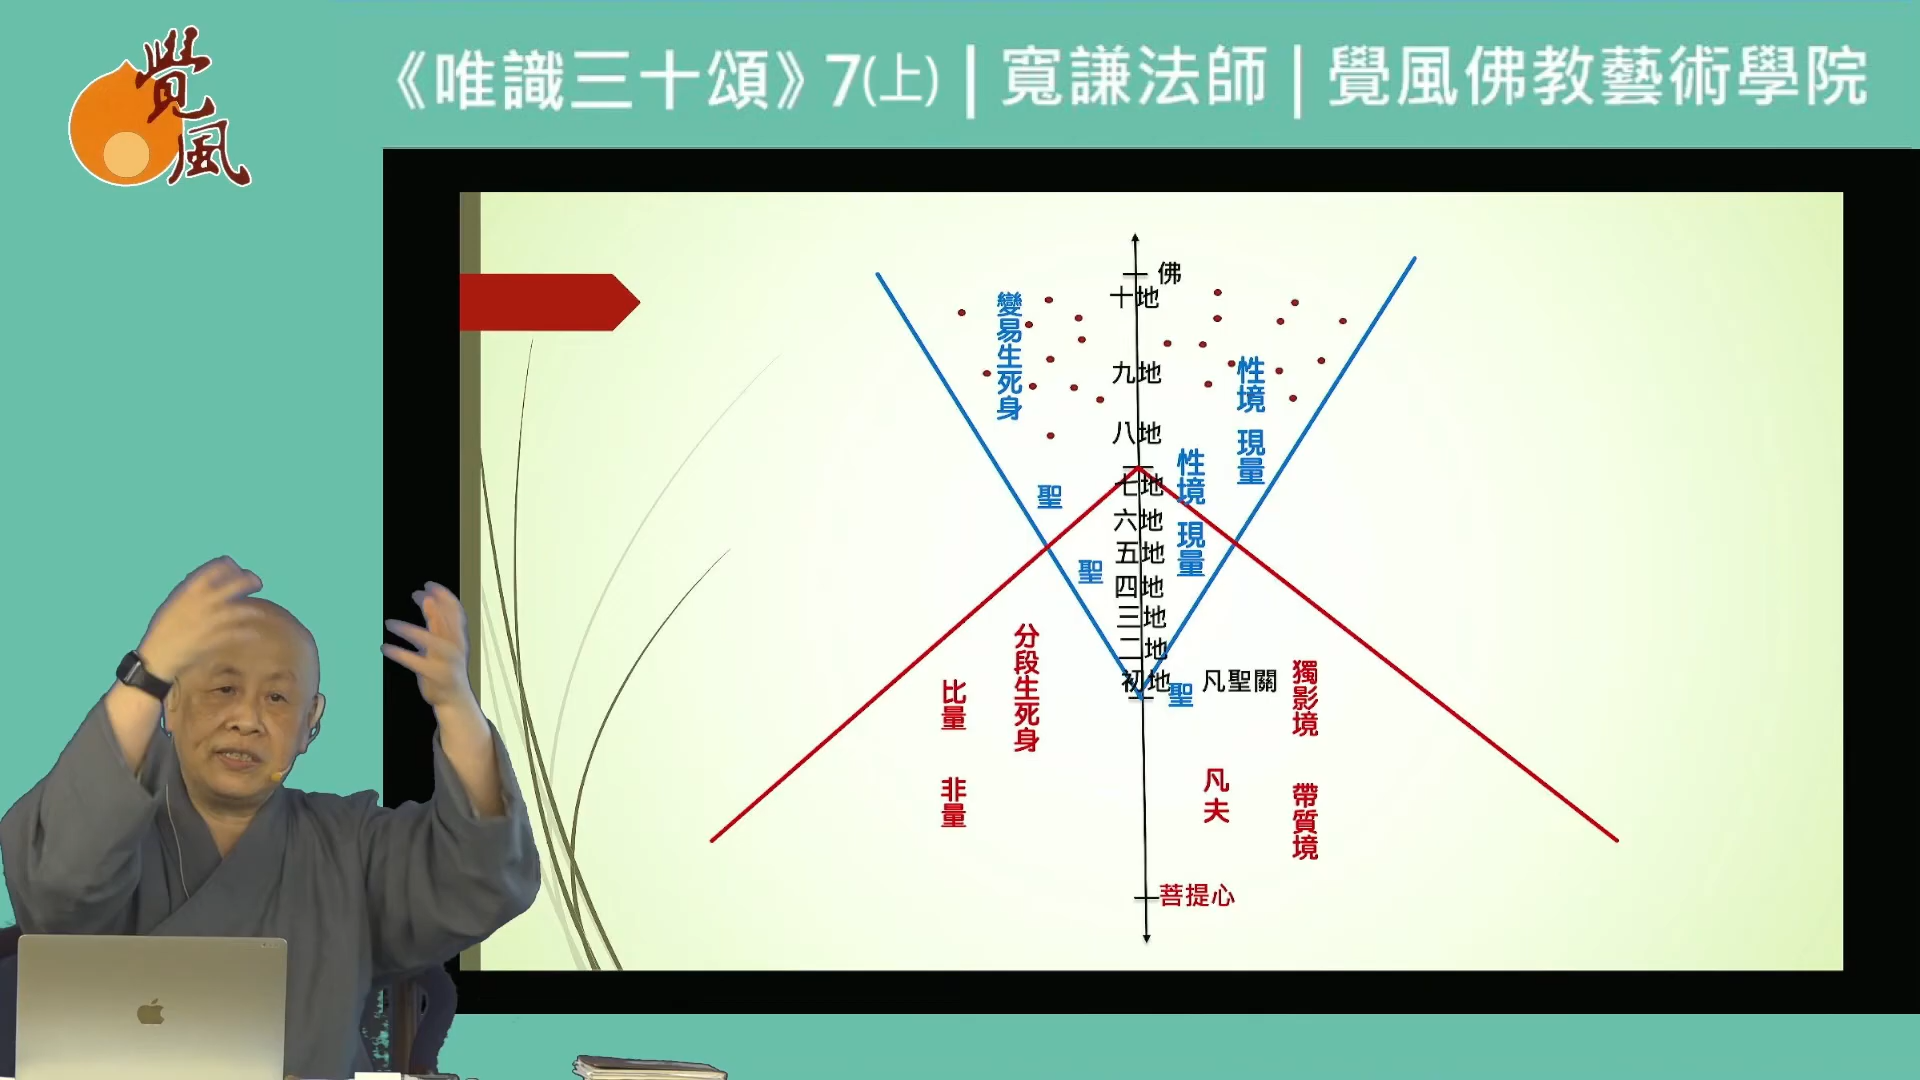 覺風
《唯識三十頌》7(上)|寬謙法師|覺風佛教藝術學院
佛
十地
九地
八地
七地
六地
五地
四地
三地
二地
初地
聖
凡聖關
變易生死身
性境 現量
性境 現量
聖
聖
分段生死身
比量 非量
獨影境 帶質境
凡夫
菩提心